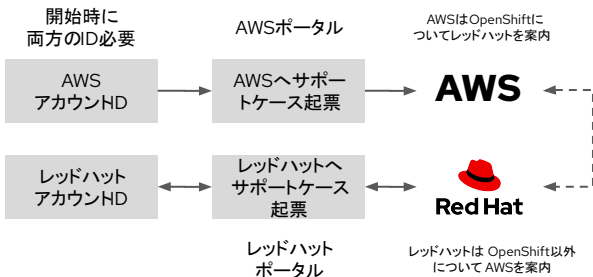 開始時に
両方のID必要
AWSポータル
AWSはOpenShiftに
ついてレッドハットを案内
AWS
アカウントID
AWSへサポー
トケース起票
AWS
レッドハット
アカウントID
レッドハットへ
サポートケース
起票
Red Hat
レッドハット
ポータル
レッドハットは OpenShift以外
について AWSを案内